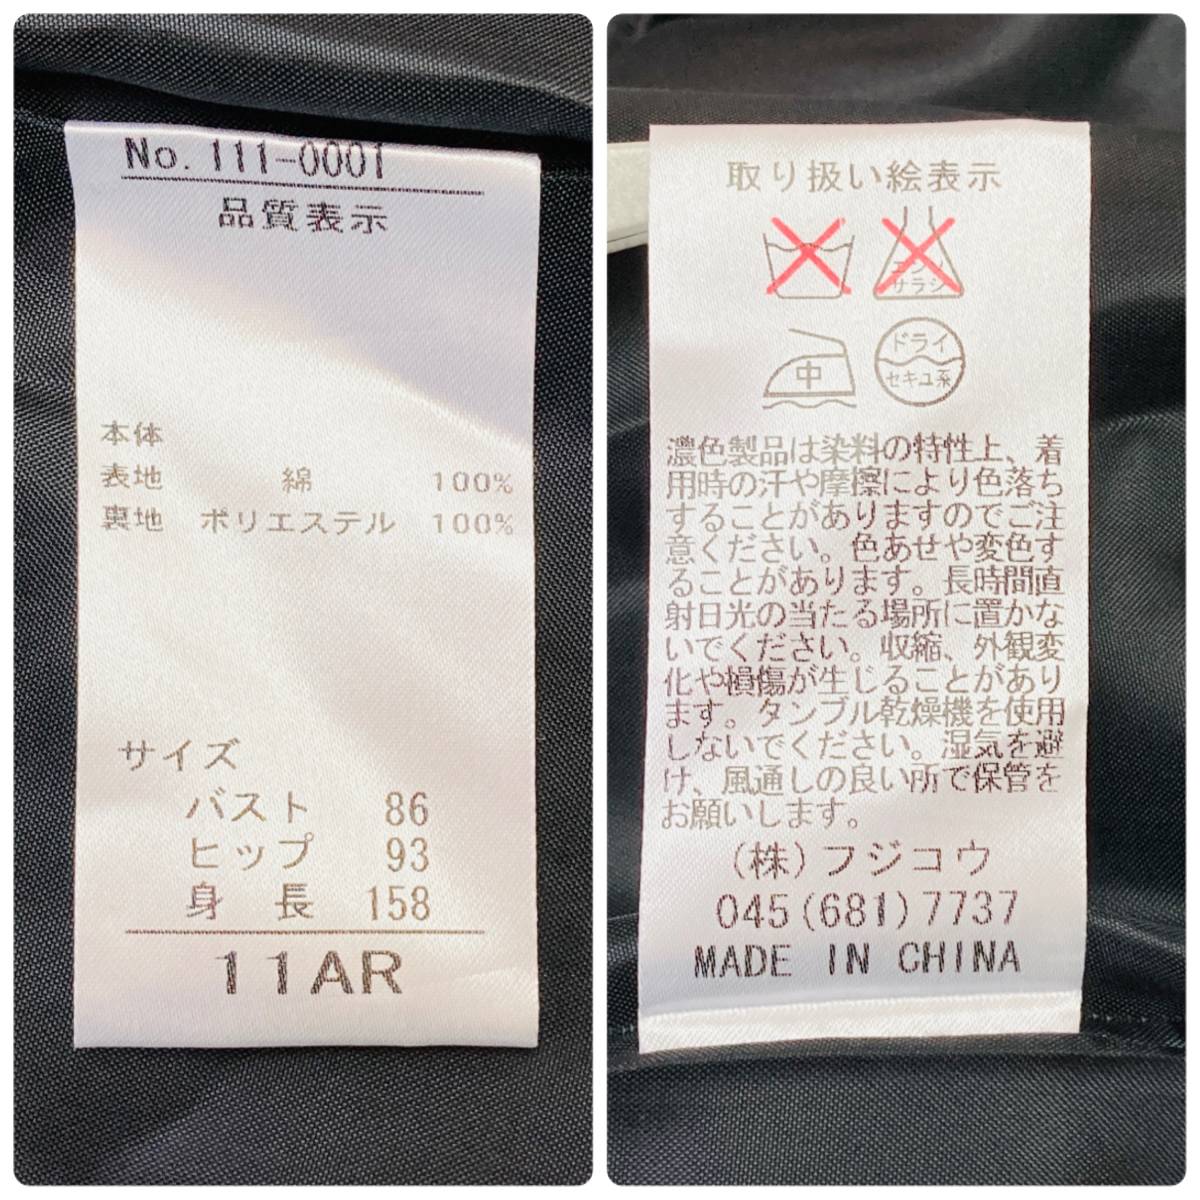 No. 111-0001
品質表示
本体
表地 綿 100%
裏地 ポリエステル 100%
サイズ
バスト 86
ヒップ 93
身長 158
11AR
取り扱い絵表示
エンソ
サラシ
中
ドライ
セキユ系
濃色製品は染料の特性上、着
用時の汗や摩擦により色落ち
することがありますのでご注
意ください。色あせや変色す
ることがあります。長時間直
射日光の当たる場所に置かな
いでください。収縮、外観変
化や損傷が生じることがあり
ます。タンブル乾燥機を使用
しないでください。湿気を避
け、風通しの良い所で保管を
お願いします。
(株)フジコウ
045(681)7737
MADE IN CHINA